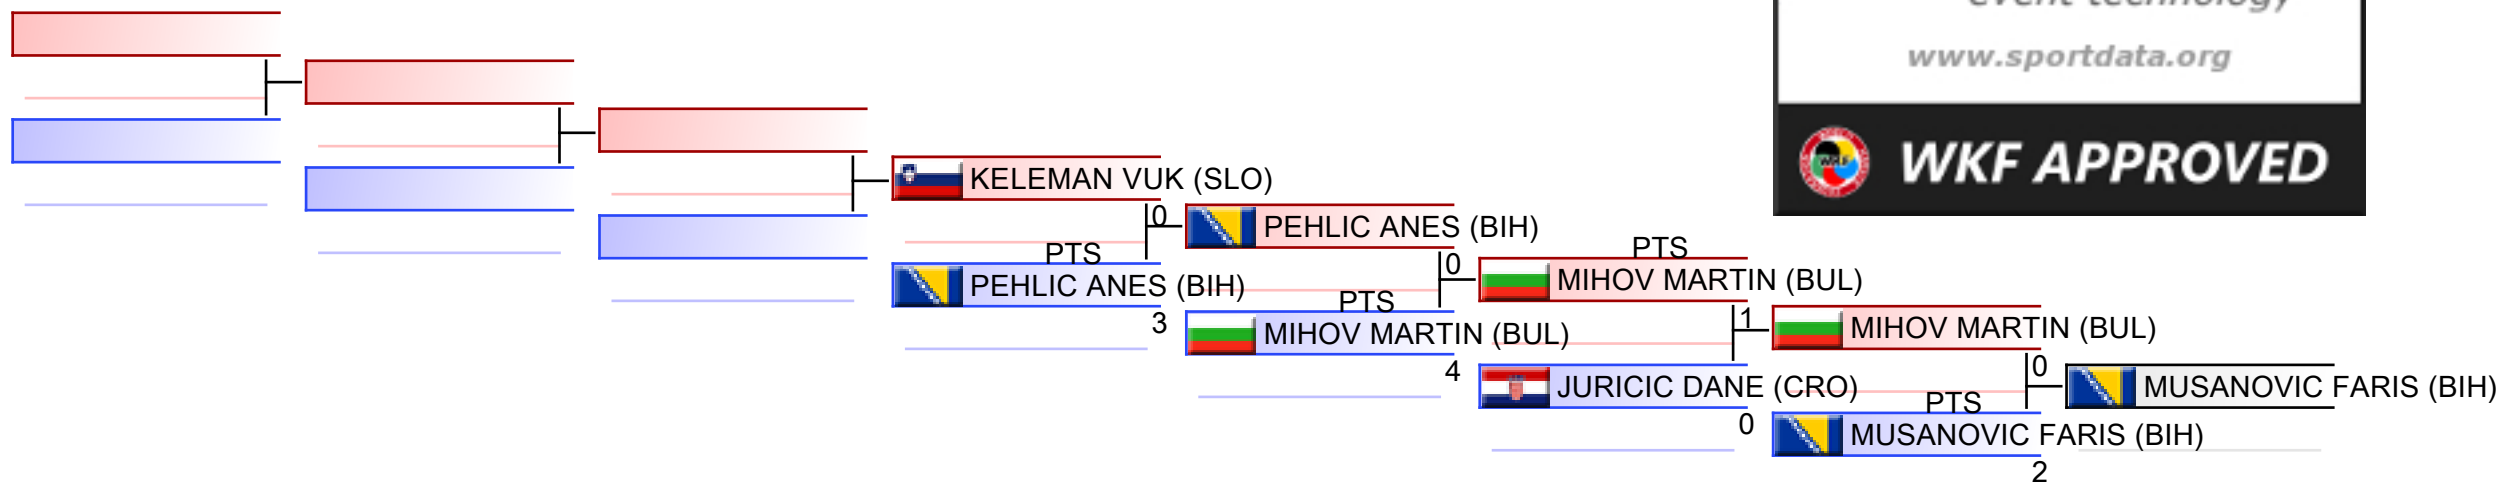 event technology
www.sportdata.org
WKF APPROVED
KELEMAN VUK (SLO)
0
PEHLIC ANES (BIH)
PTS
PTS
0
MIHOV MARTIN (BUL)
PEHLIC ANES (BIH)
3
PTS
MIHOV MARTIN (BUL)
4
1
MIHOV MARTIN (BUL)
JURICIC DANE (CRO)
0
0
MUSANOVIC FARIS (BIH)
PTS
MUSANOVIC FARIS (BIH)
2